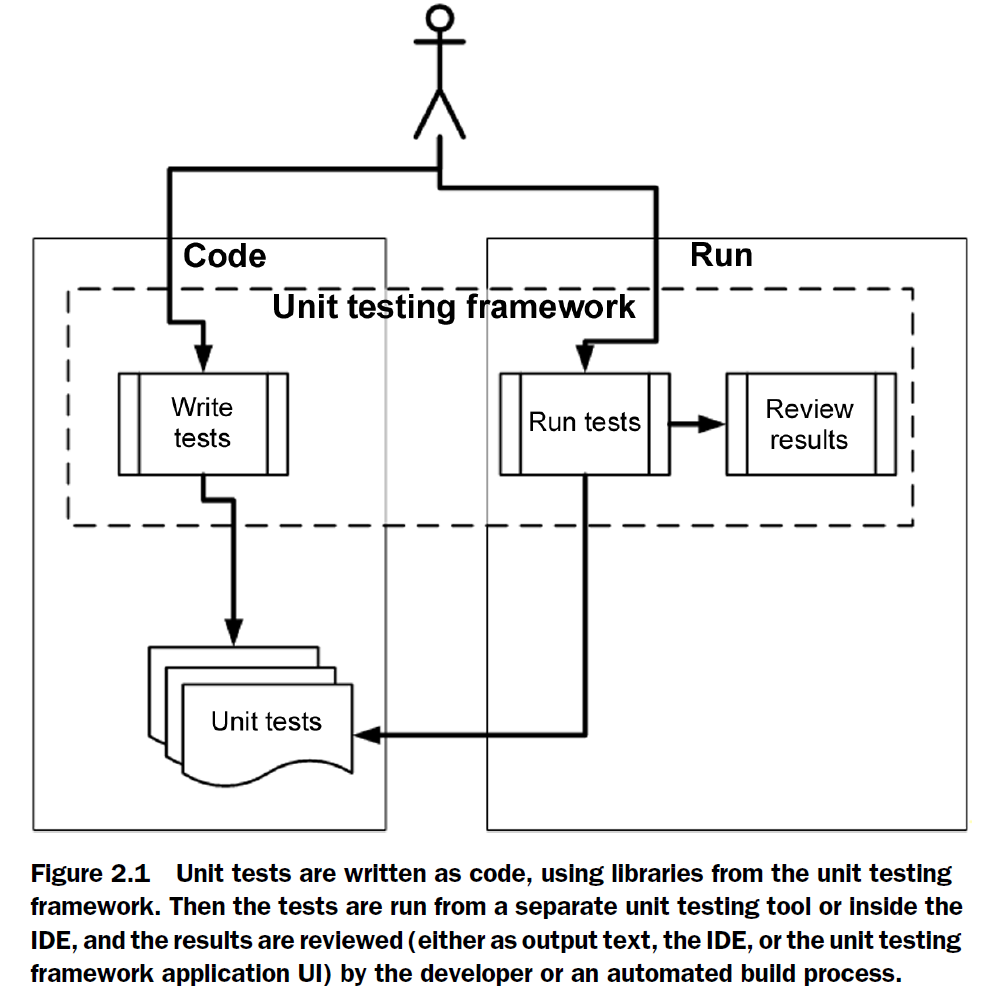 Code
Run
Unit testing framework
Write
tests
Run tests
Review
results
Unit tests
Figure 2.1 Unit tests are written as code, using libraries from the unit testing
framework. Then the tests are run from a separate unit testing tool or inside the
IDE, and the results are reviewed (either as output text, the IDE, or the unit testing
framework application UI) by the developer or an automated build process.